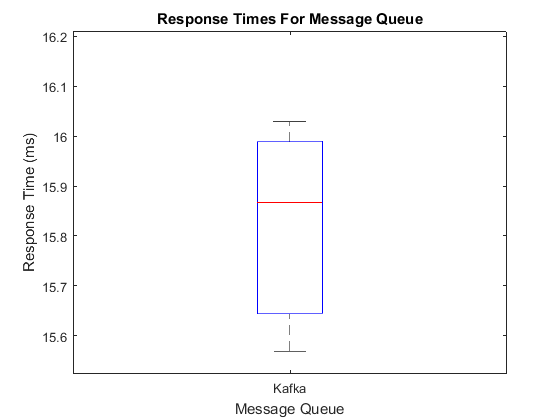 Response Times For Message Queue
16.2
16.1
16
15.9
15.8
15.7
15.6
Response Time (ms)
Kafka
Message Queue